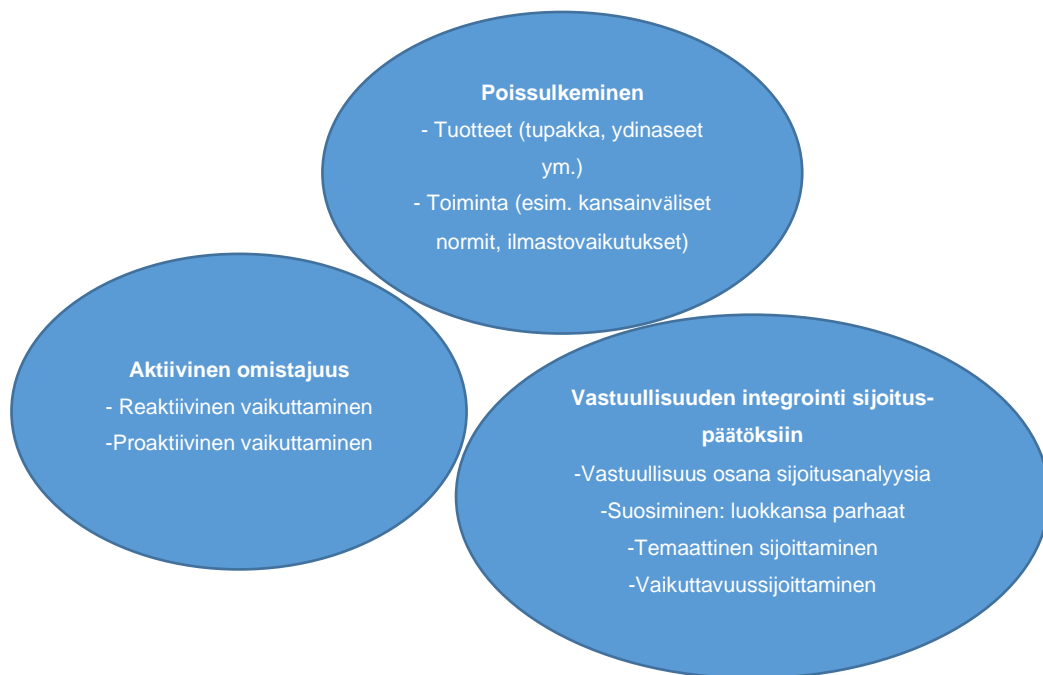 Poissulkeminen
- Tuotteet (tupakka, ydinaseet
ym.)
- Toiminta (esim. kansainväliset
normit, ilmastovaikutukset)
Aktiivinen omistajuus
- Reaktiivinen vaikuttaminen
-Proaktiivinen vaikuttaminen
Vastuullisuuden integrointi sijoitus-
päätöksiin
-Vastuullisuus osana sijoitusanalyysia
-Suosiminen: luokkansa parhaat
-Temaattinen sijoittaminen
-Vaikuttavuussijoittaminen